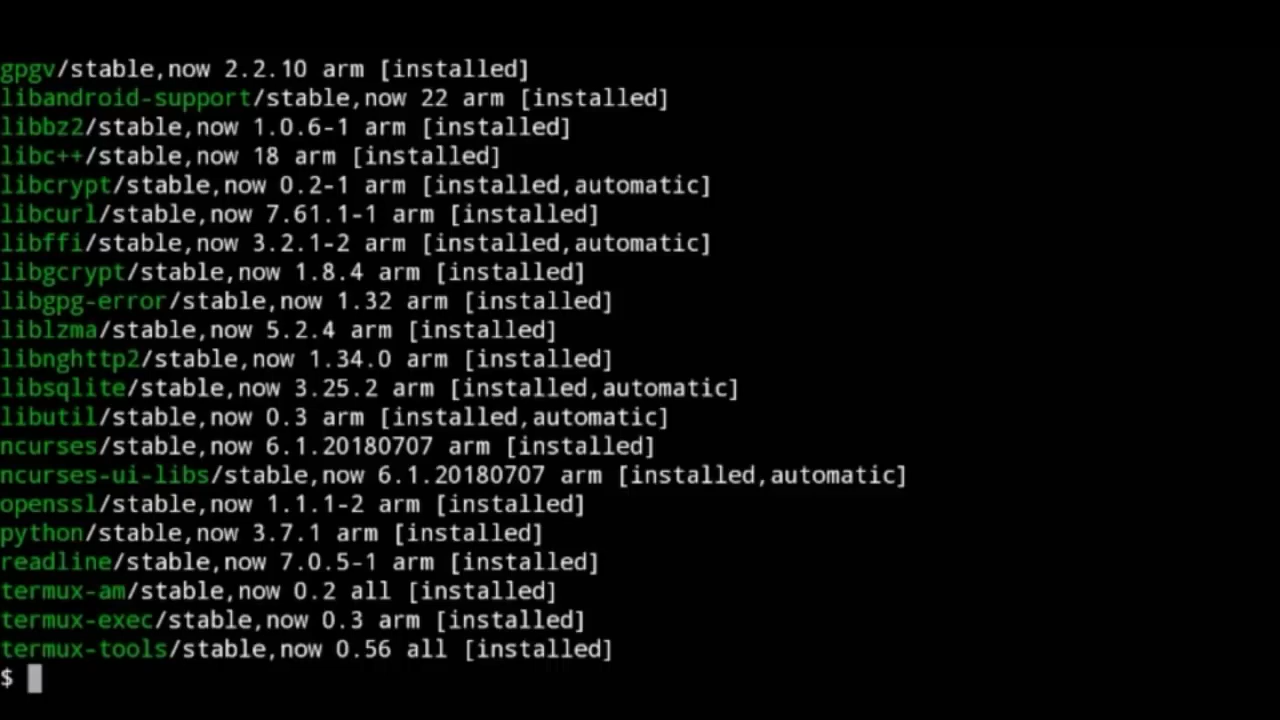 gpgv/stable,now 2.2.10 arm [installed]
libandroid-support/stable,now 22 arm [installed]
libbz2/stable,now 1.0.6-1 arm [installed]
libc++/stable,now 18 arm [installed]
libcrypt/stable,now 0.2-1 arm [installed,automatic]
libcurl/stable,now 7.61.1-1 arm [installed]
libffi/stable,now 3.2.1-2 arm [installed,automatic]
libgcrypt/stable,now 1.8.4 arm [installed]
libgpg-error/stable,now 1.32 arm [installed]
liblzma/stable,now 5.2.4 arm [installed]
libnghttp2/stable,now 1.34.0 arm [installed]
libsqlite/stable,now 3.25.2 arm [installed,automatic]
libutil/stable,now 0.3 arm [installed,automatic]
ncurses/stable,now 6.1.20180707 arm [installed]
ncurses-ui-libs/stable,now 6.1.20180707 arm [installed,automatic]
openssl/stable,now 1.1.1-2 arm [installed]
python/stable,now 3.7.1 arm [installed]
readline/stable,now 7.0.5-1 arm [installed]
termux-am/stable,now 0.2 all [installed]
termux-exec/stable,now 0.3 arm [installed]
termux-tools/stable,now 0.56 all [installed]
$